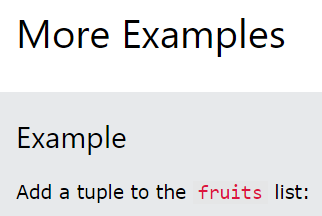 More Examples
Example
Add a tuple to the fruits list: